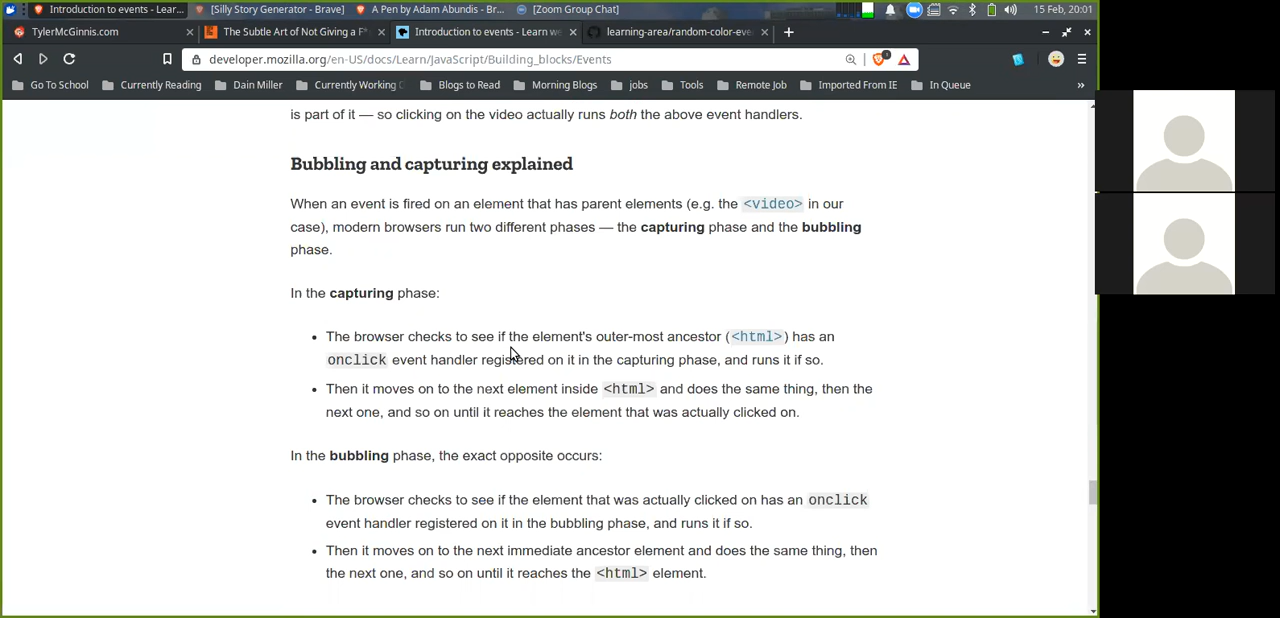 Introduction to events - Lear...
[Silly Story Generator - Brave]
A Pen by Adam Abundis - Br...
[Zoom Group Chat]
15 Feb, 20:01
TylerMcGinnis.com
The Subtle Art of Not Giving a F*
Introduction to events - Learn we
learning-area/random-color-eve
developer.mozilla.org/en-US/docs/Learn/JavaScript/Building_blocks/Events
1
Go To School
Currently Reading
Dain Miller
Currently Working
Blogs to Read
Morning Blogs
jobs
Tools
Remote Job
Imported From IE
In Queue
»
is part of it — so clicking on the video actually runs both the above event handlers.
Bubbling and capturing explained
When an event is fired on an element that has parent elements (e.g. the <video> in our
case), modern browsers run two different phases — the capturing phase and the bubbling
phase.
In the capturing phase:
• The browser checks to see if the element's outer-most ancestor (<html>) has an
onclick event handler registered on it in the capturing phase, and runs it if so.
• Then it moves on to the next element inside <html> and does the same thing, then the
next one, and so on until it reaches the element that was actually clicked on.
In the bubbling phase, the exact opposite occurs:
• The browser checks to see if the element that was actually clicked on has an onclick
event handler registered on it in the bubbling phase, and runs it if so.
• Then it moves on to the next immediate ancestor element and does the same thing, then
the next one, and so on until it reaches the <html> element.